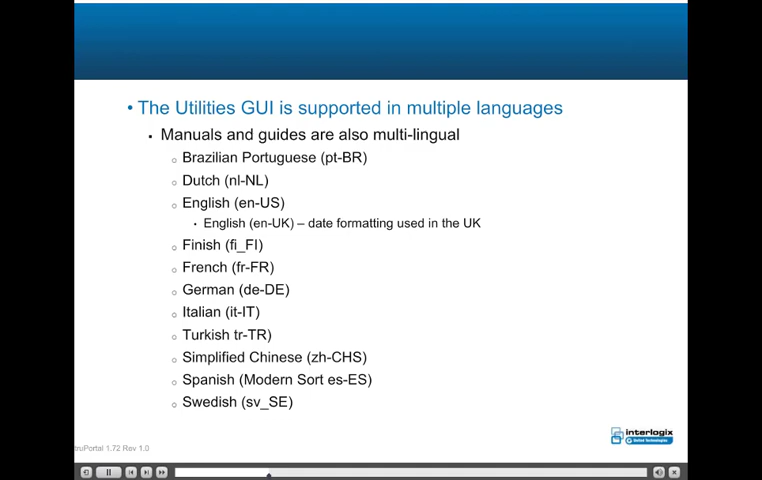 • The Utilities GUI is supported in multiple languages
• Manuals and guides are also multi-lingual
○ Brazilian Portuguese (pt-BR)
○ Dutch (nl-NL)
○ English (en-US)
• English (en-UK) – date formatting used in the UK
○ Finish (fi_FI)
○ French (fr-FR)
○ German (de-DE)
○ Italian (it-IT)
○ Turkish tr-TR)
○ Simplified Chinese (zh-CHS)
○ Spanish (Modern Sort es-ES)
○ Swedish (sv_SE)
interlogix
United Technologies
truPortal 1.72 Rev 1.0